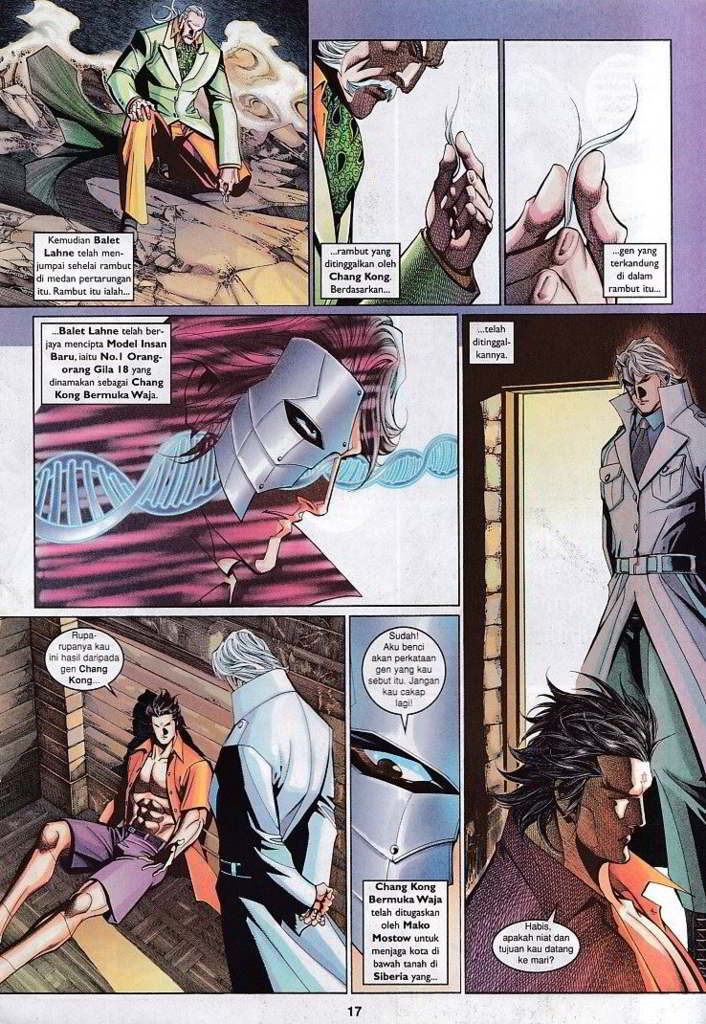 Kemudian Balet
Lahne telah men-
jumpai sehelai rambut
di medan pertarungan
itu. Rambut itu ialah...
...rambut yang
ditinggalkan oleh
Chang Kong.
Berdasarkan...
...gen yang
terkandung
di dalam
rambut itu...
...Balet Lahne telah ber-
jaya mencipta Model Insan
Baru, iaitu No.1 Orang-
orang Gila 18 yang
dinamakan sebagai Chang
Kong Bermuka Waja.
...telah
ditinggal-
kannya.
Rupa-
rupanya kau
ini hasil daripada
gen Chang
Kong...
Sudah!
Aku benci
akan perkataan
gen yang kau
sebut itu. Jangan
kau cakap
lagi!
Chang Kong
Bermuka Waja
telah ditugaskan
oleh Mako
Mostow untuk
menjaga kota di
bawah tanah di
Siberia yang...
Habis,
apakah niat dan
tujuan kau datang
ke mari?
17